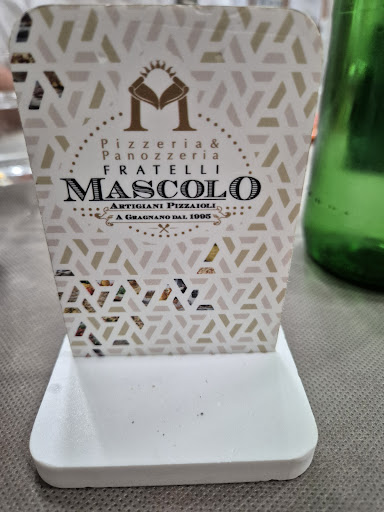 Pizzeria &
Panozzeria
FRATELLI
MASCOLO
ARTIGIANI PIZZAIOLI
A GRAGNANO DAL 1995